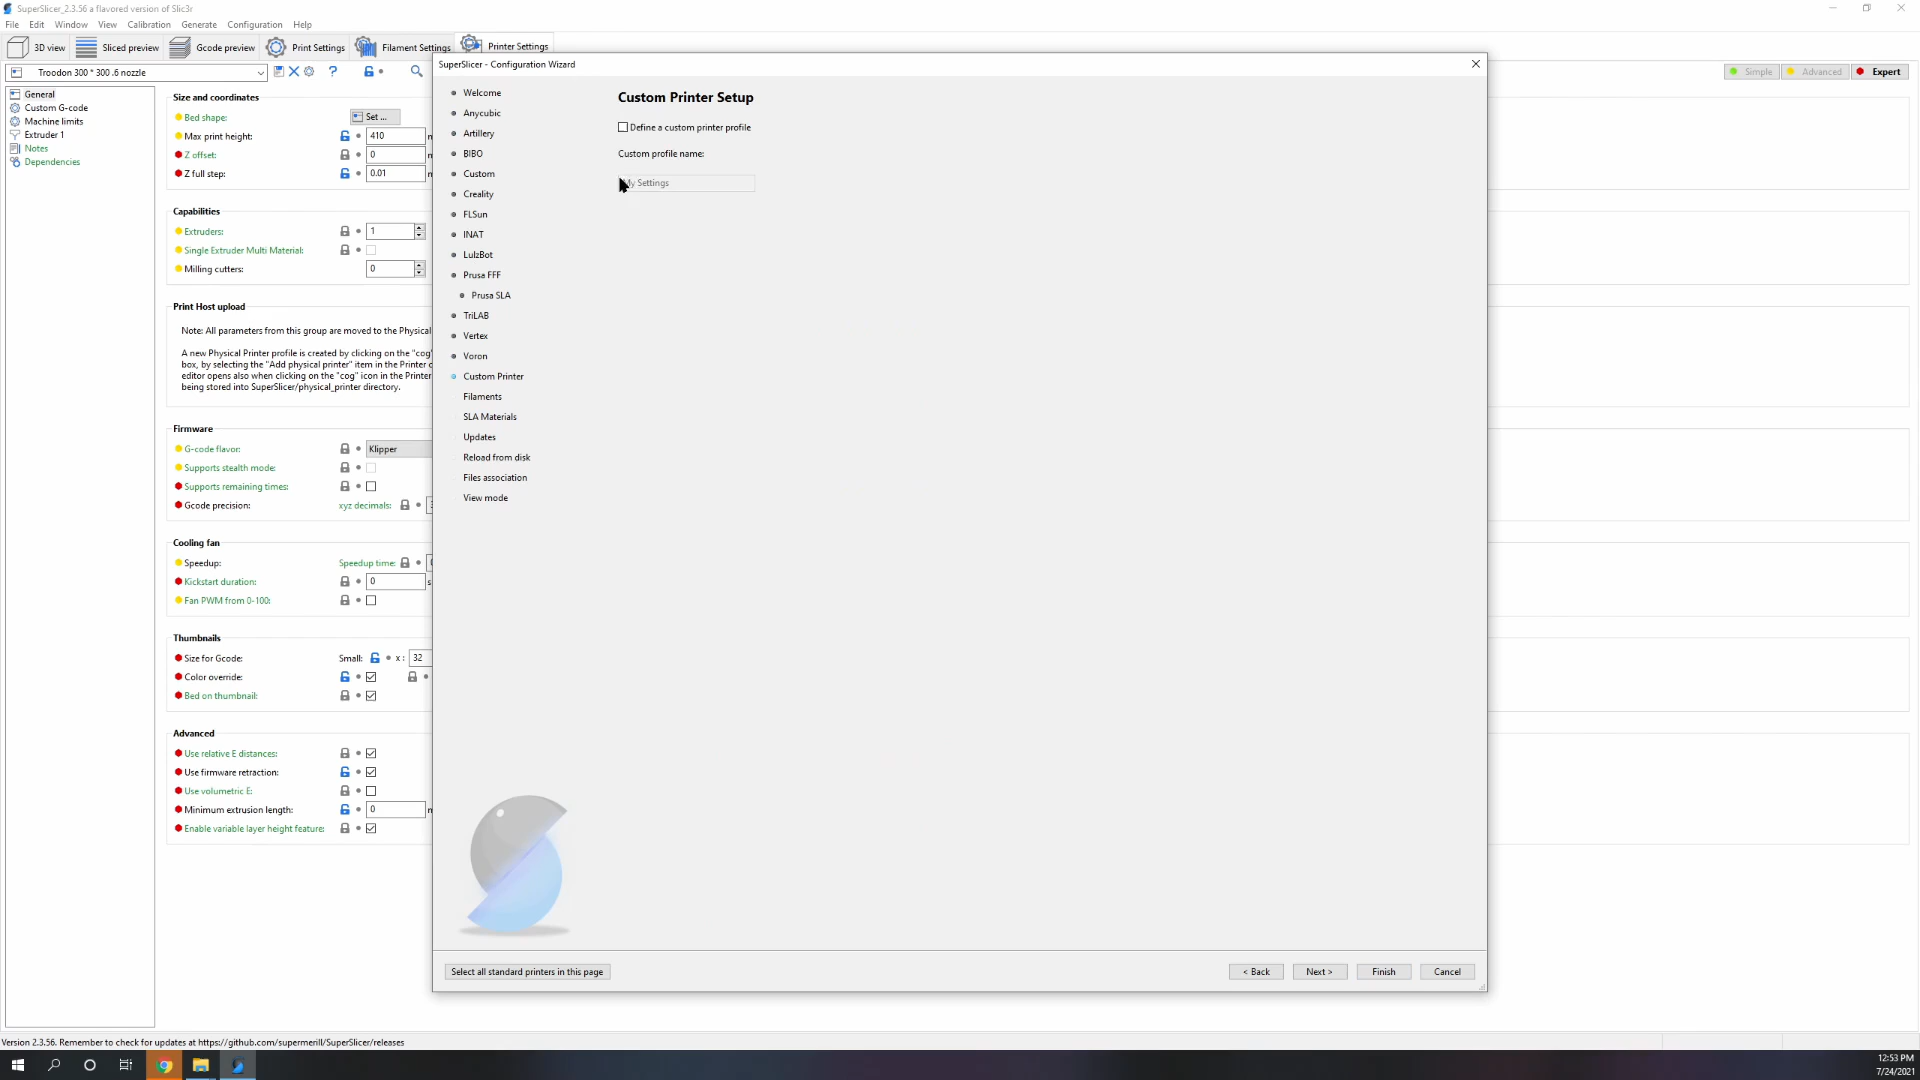 SuperSlicer_2.3.56 a flavored version of Slic3r
File Edit Window View Calibration Generate Configuration Help
3D view Sliced preview Gcode preview Print Settings Filament Settings Printer Settings
Troodon 300 * 300 .6 nozzle
?
Simple Advanced Expert
General
Custom G-code
Machine limits
Extruder 1
Notes
Dependencies
Size and coordinates
Bed shape: Set ...
Max print height: 410
Z offset: 0
Z full step: 0.01
Capabilities
Extruders: 1
Single Extruder Multi Material:
Milling cutters: 0
Print Host upload
Note: All parameters from this group are moved to the Physical
A new Physical Printer profile is created by clicking on the "cog"
box, by selecting the "Add physical printer" item in the Printer
editor opens also when clicking on the "cog" icon in the Printer
being stored into SuperSlicer/physical_printer directory.
Firmware
G-code flavor: Klipper
Supports stealth mode:
Supports remaining times:
Gcode precision: xyz decimals:
Cooling fan
Speedup: Speedup time:
Kickstart duration: 0 s
Fan PWM from 0-100:
Thumbnails
Size for Gcode: Small: x: 32
Color override:
Bed on thumbnail:
Advanced
Use relative E distances:
Use firmware retraction:
Use volumetric E:
Minimum extrusion length: 0
Enable variable layer height feature:
SuperSlicer - Configuration Wizard
Welcome
Anycubic
Artillery
BIBO
Custom
Creality
FLSun
INAT
LulzBot
Prusa FFF
Prusa SLA
TriLAB
Vertex
Voron
Custom Printer
Filaments
SLA Materials
Updates
Reload from disk
Files association
View mode
Custom Printer Setup
Define a custom printer profile
Custom profile name:
Settings
Select all standard printers in this page
< Back Next > Finish Cancel
Version 2.3.56. Remember to check for updates at https://github.com/supermerill/SuperSlicer/releases
12:53 PM
7/24/2021